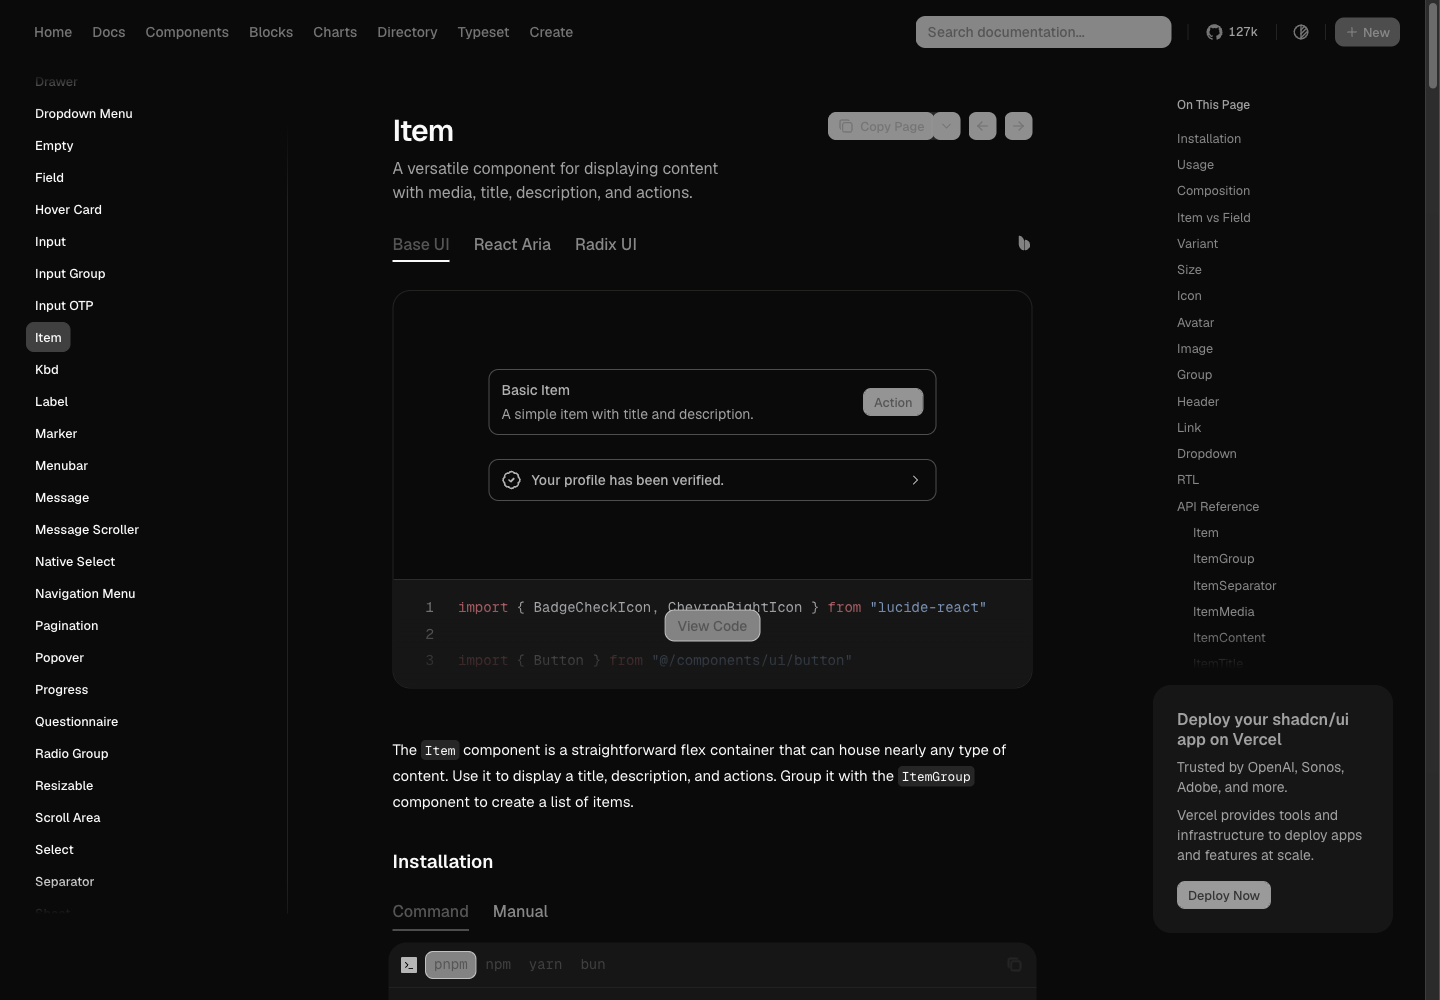 Home Docs Components Blocks Charts Directory Typeset Create
Search documentation...
127k
New
Drawer
Dropdown Menu
Empty
Field
Hover Card
Input
Input Group
Input OTP
Item
Kbd
Label
Marker
Menubar
Message
Message Scroller
Native Select
Navigation Menu
Pagination
Popover
Progress
Questionnaire
Radio Group
Resizable
Scroll Area
Select
Separator
Item
Copy Page
A versatile component for displaying content
with media, title, description, and actions.
Base UI React Aria Radix UI
Basic Item
A simple item with title and description.
Action
Your profile has been verified.
1 import { BadgeCheckIcon, ChevronRightIcon } from "lucide-react"
2
3 import { Button } from "@/components/ui/button"
View Code
The Item component is a straightforward flex container that can house nearly any type of
content. Use it to display a title, description, and actions. Group it with the ItemGroup
component to create a list of items.
Installation
Command Manual
pnpm npm yarn bun
On This Page
Installation
Usage
Composition
Item vs Field
Variant
Size
Icon
Avatar
Image
Group
Header
Link
Dropdown
RTL
API Reference
Item
ItemGroup
ItemSeparator
ItemMedia
ItemContent
ItemTitle
Deploy your shadcn/ui
app on Vercel
Trusted by OpenAI, Sonos,
Adobe, and more.
Vercel provides tools and
infrastructure to deploy apps
and features at scale.
Deploy Now